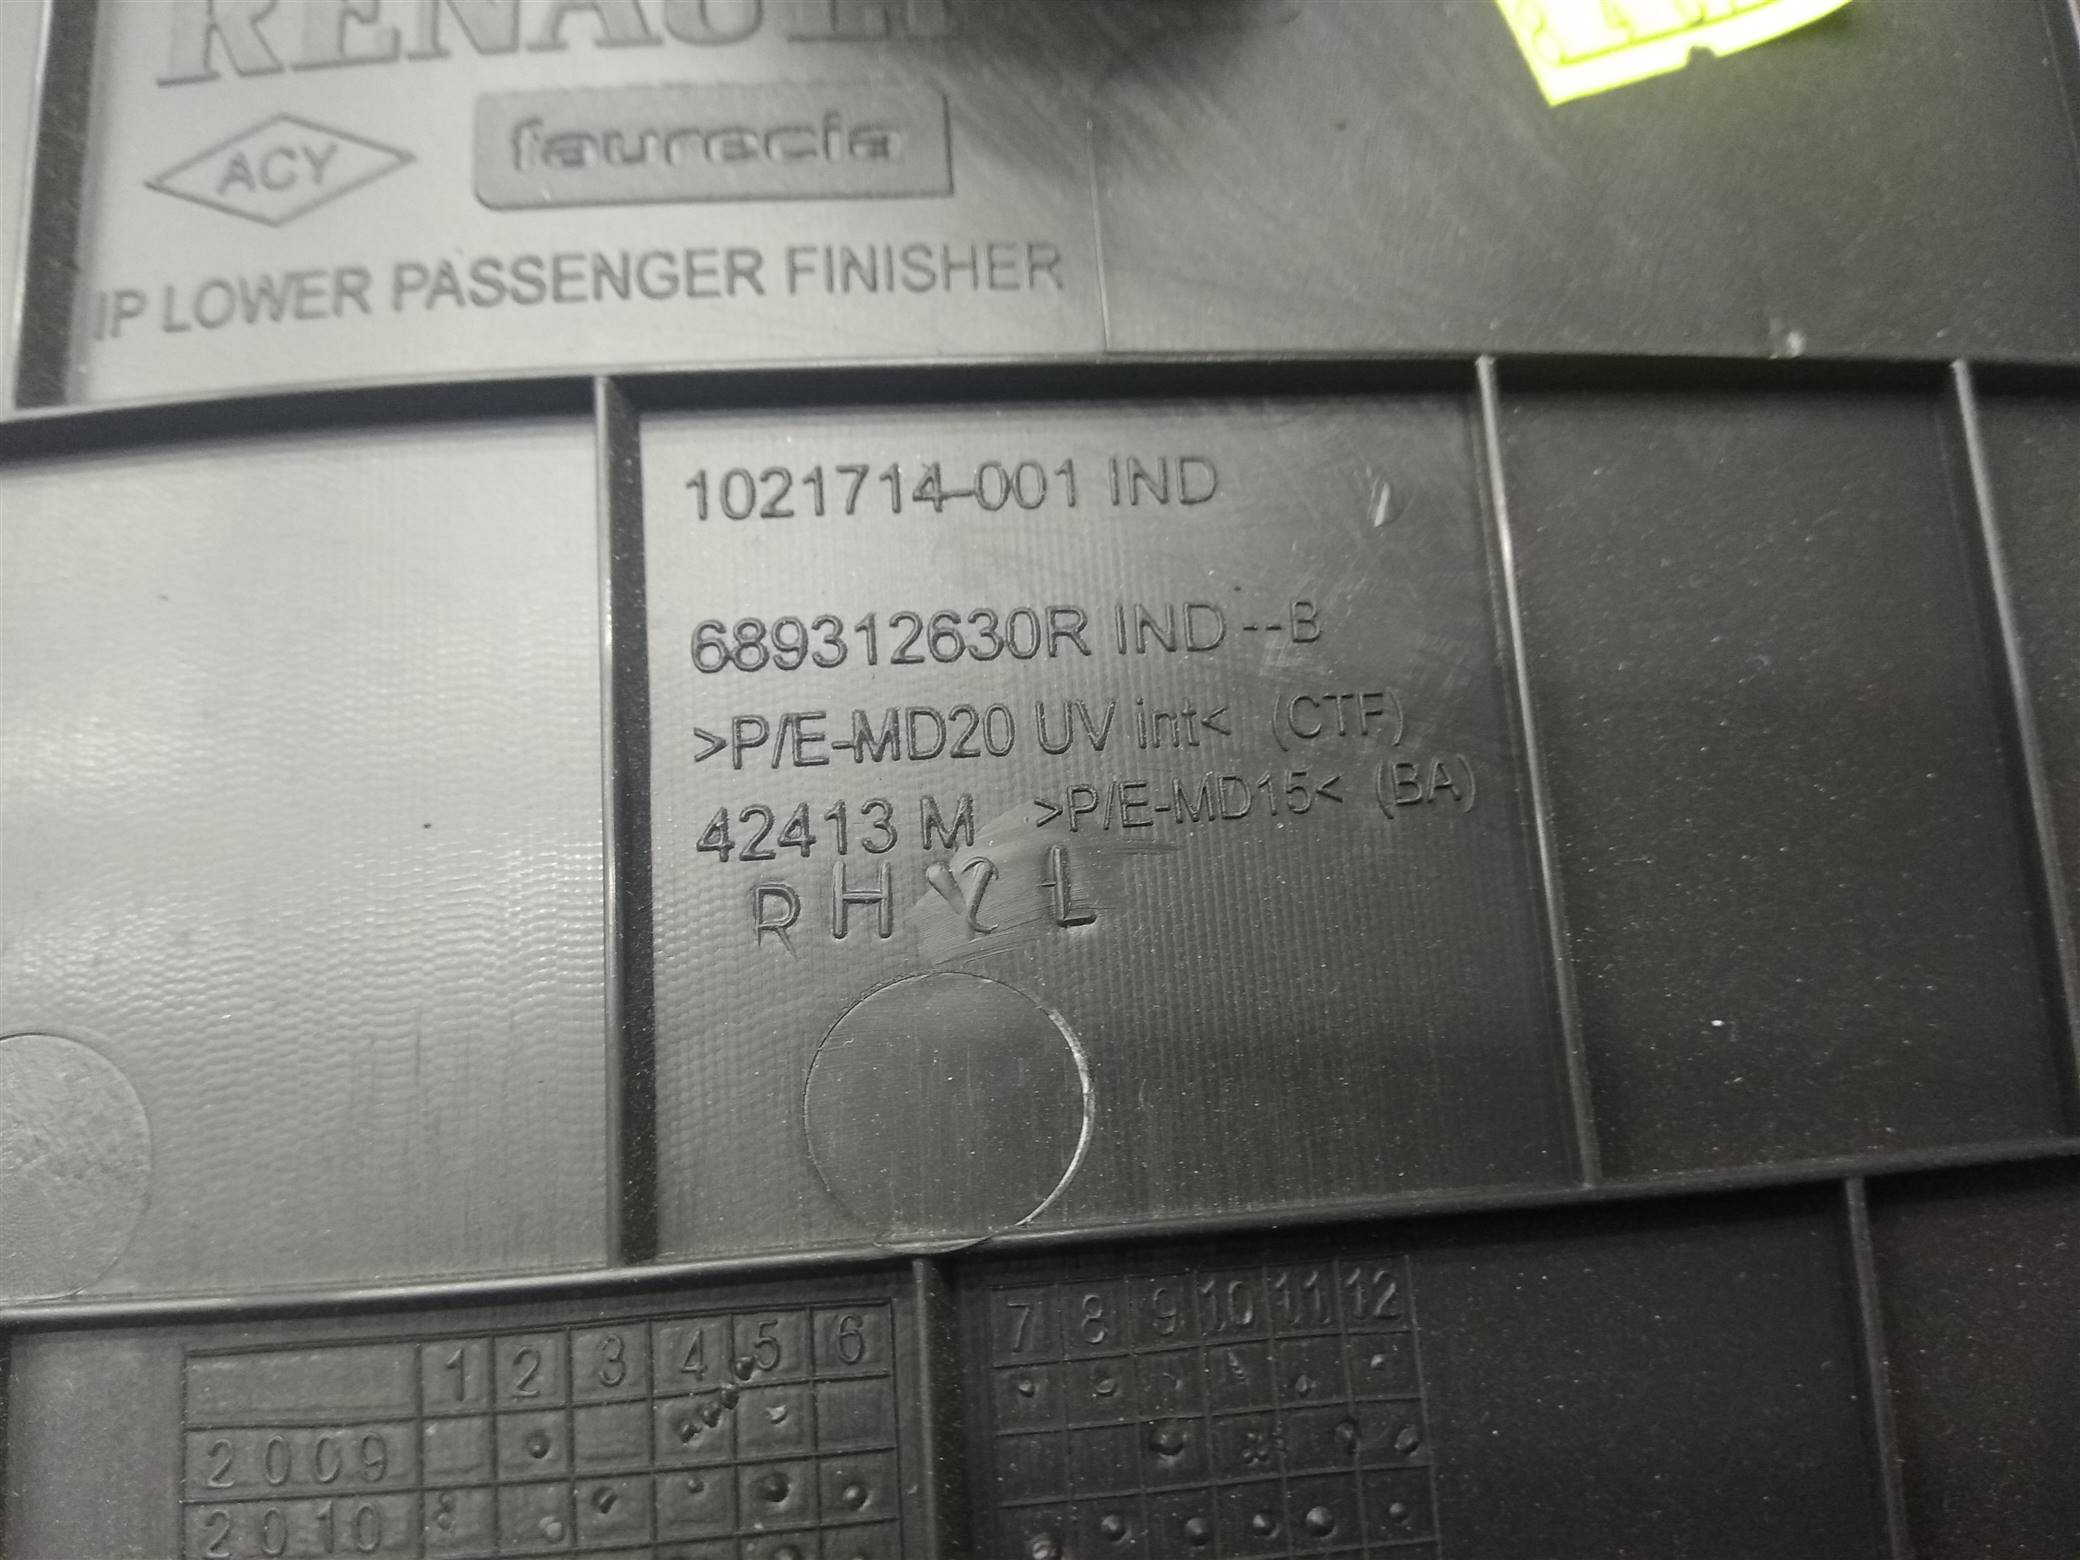 RENAULT
ACY
faurecia
IP LOWER PASSENGER FINISHER
1021714-001 IND
689312630R IND --B
>P/E-MD20 UV int< (CTF)
42413 M >P/E-MD15< (BA)
R H Y L
1 2 3 4 5 6 7 8 9 10 11 12
2009
2010